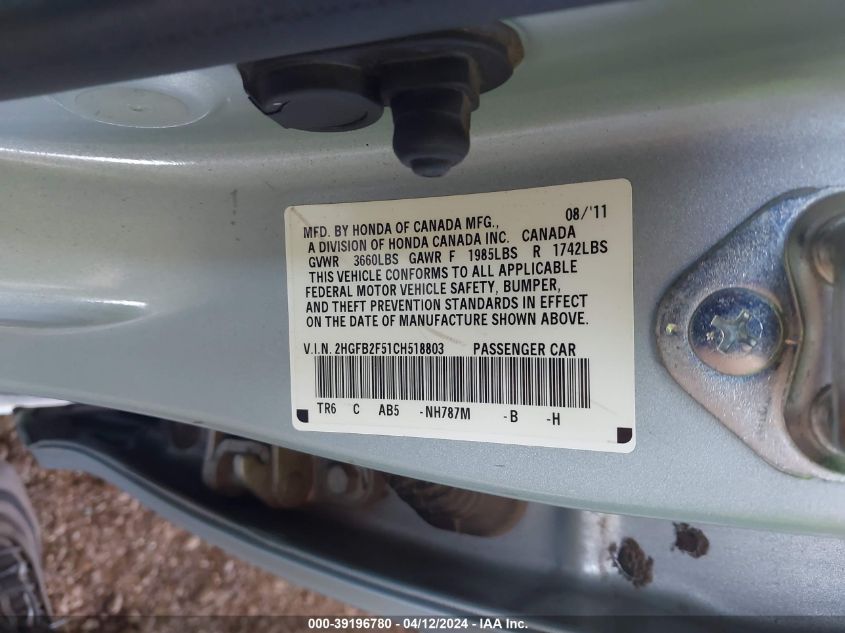 08/'11
MFD. BY HONDA OF CANADA MFG.,
A DIVISION OF HONDA CANADA INC. CANADA
GVWR 3660LBS GAWR F 1985LBS R 1742LBS
THIS VEHICLE CONFORMS TO ALL APPLICABLE
FEDERAL MOTOR VEHICLE SAFETY, BUMPER,
AND THEFT PREVENTION STANDARDS IN EFFECT
ON THE DATE OF MANUFACTURE SHOWN ABOVE.
V.I.N. 2HGFB2F51CH518803 PASSENGER CAR
TR6 C AB5 -NH787M -B -H
000-39196780 - 04/12/2024 - IAA Inc.